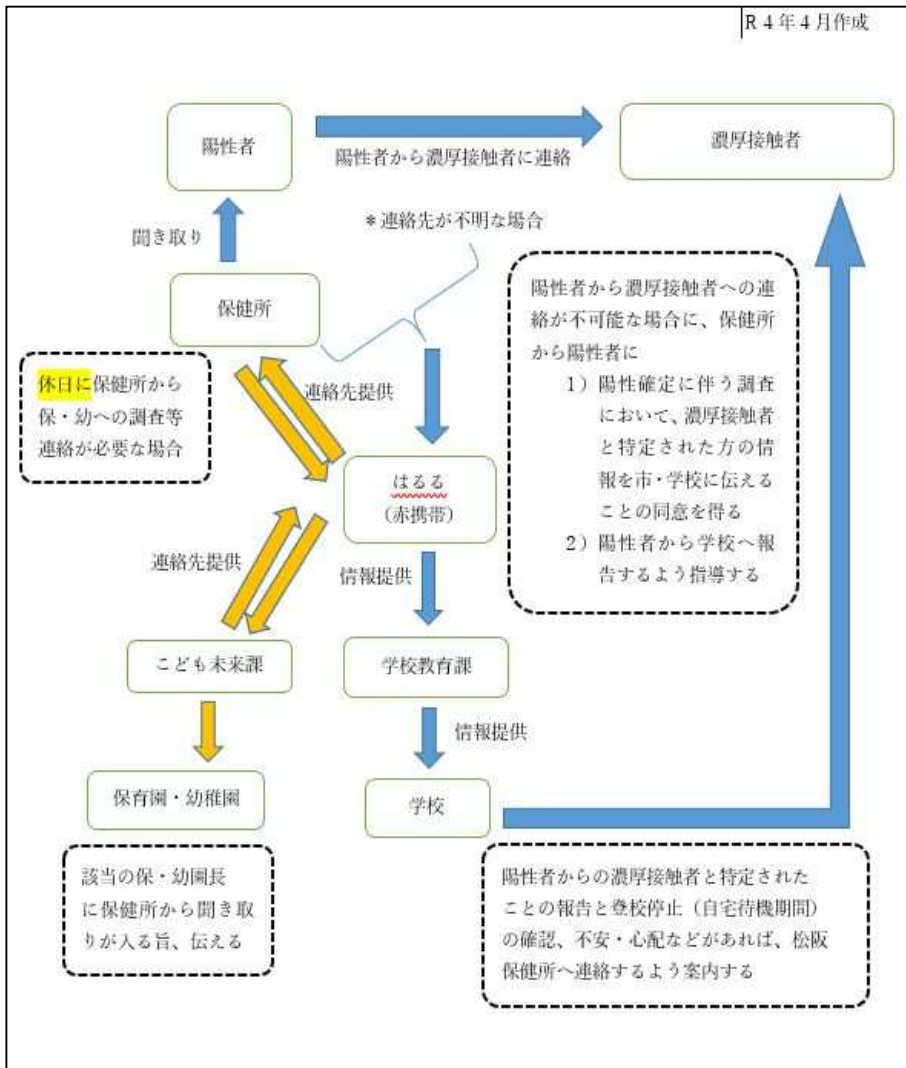 R４年４月作成
陽性者
陽性者から濃厚接触者に連絡
濃厚接触者
聞き取り
＊連絡先が不明な場合
保健所
陽性者から濃厚接触者への連
絡が不可能な場合に、保健所
から陽性者に
１）陽性確定に伴う調査
において、濃厚接触者
と特定された方の情
報を市・学校に伝える
ことの同意を得る
２）陽性者から学校へ報
告するよう指導する
休日に保健所から
保・幼への調査等
連絡が必要な場合
連絡先提供
はるる
（赤携帯）
連絡先提供
情報提供
こども未来課
学校教育課
情報提供
保育園・幼稚園
学校
該当の保・幼園長
に保健所から聞き取
りが入る旨、伝える
陽性者からの濃厚接触者と特定された
ことの報告と登校停止（自宅待機期間）
の確認、不安・心配などがあれば、松阪
保健所へ連絡するよう案内する